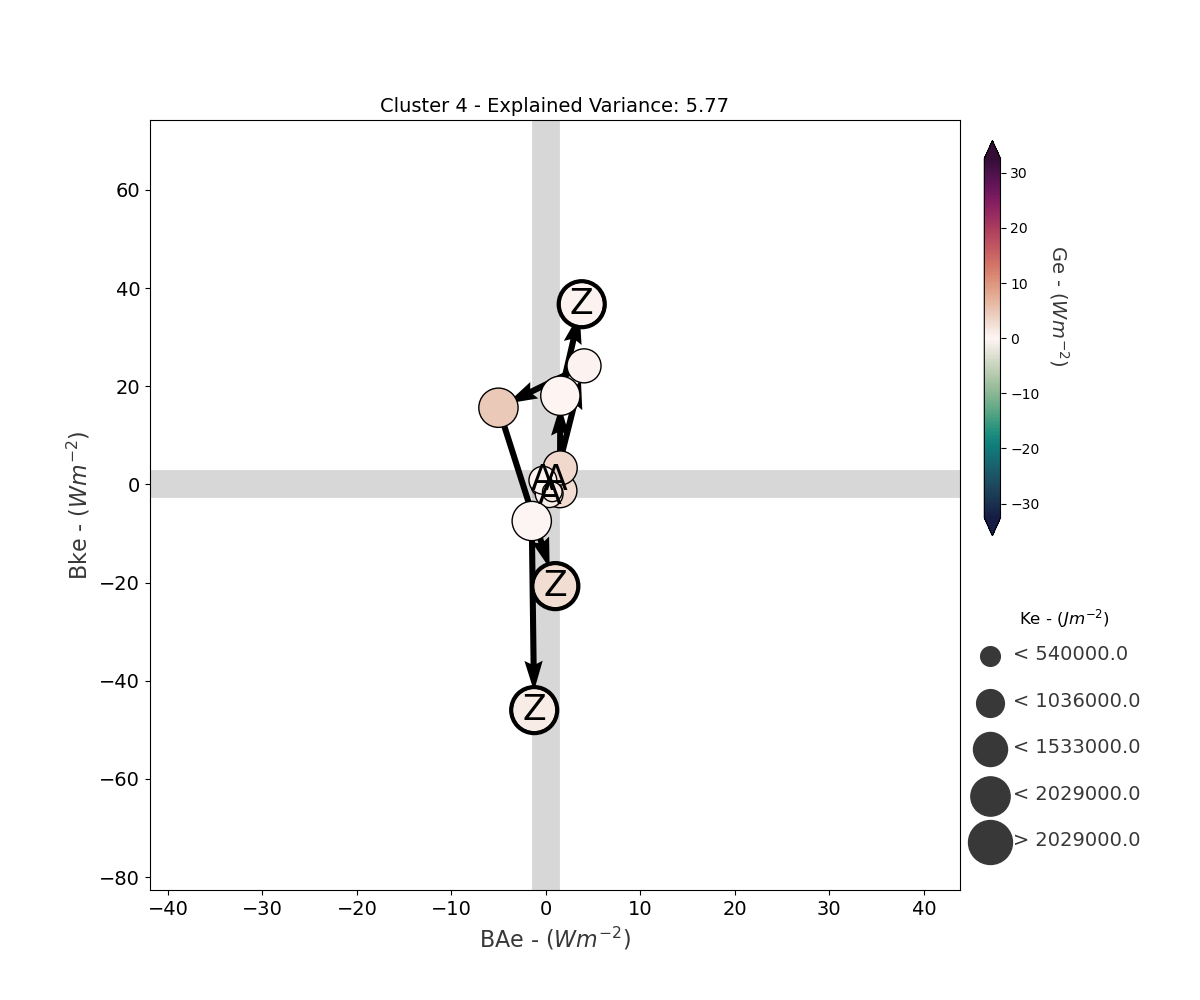 Cluster 4 - Explained Variance: 5.77
60
40
20
0
−20
−40
−60
−80
Bke - (Wm⁻²)
−40
−30
−20
−10
0
10
20
30
40
BAe - (Wm⁻²)
Z
A
A
A
Z
Z
30
20
10
0
−10
−20
−30
Ge - (Wm⁻²)
Ke - (Jm⁻²)
< 540000.0
< 1036000.0
< 1533000.0
< 2029000.0
> 2029000.0